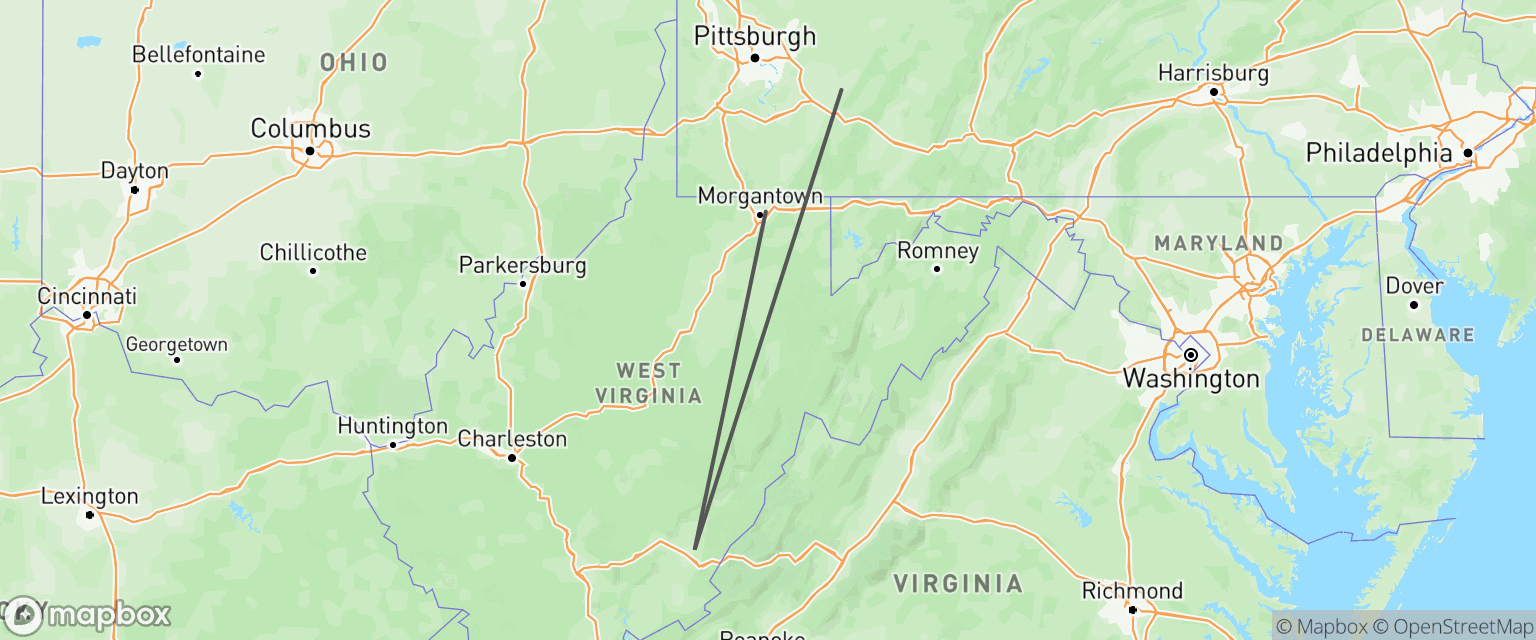 Pittsburgh
Bellefontaine
OHIO
Harrisburg
Columbus
Philadelphia
Dayton
Morgantown
MARYLAND
Chillicothe
Romney
Parkersburg
Dover
Cincinnati
DELAWARE
Georgetown
WEST
VIRGINIA
Washington
Huntington
Charleston
Lexington
VIRGINIA
Richmond
mapbox
© Mapbox © OpenStreetMap